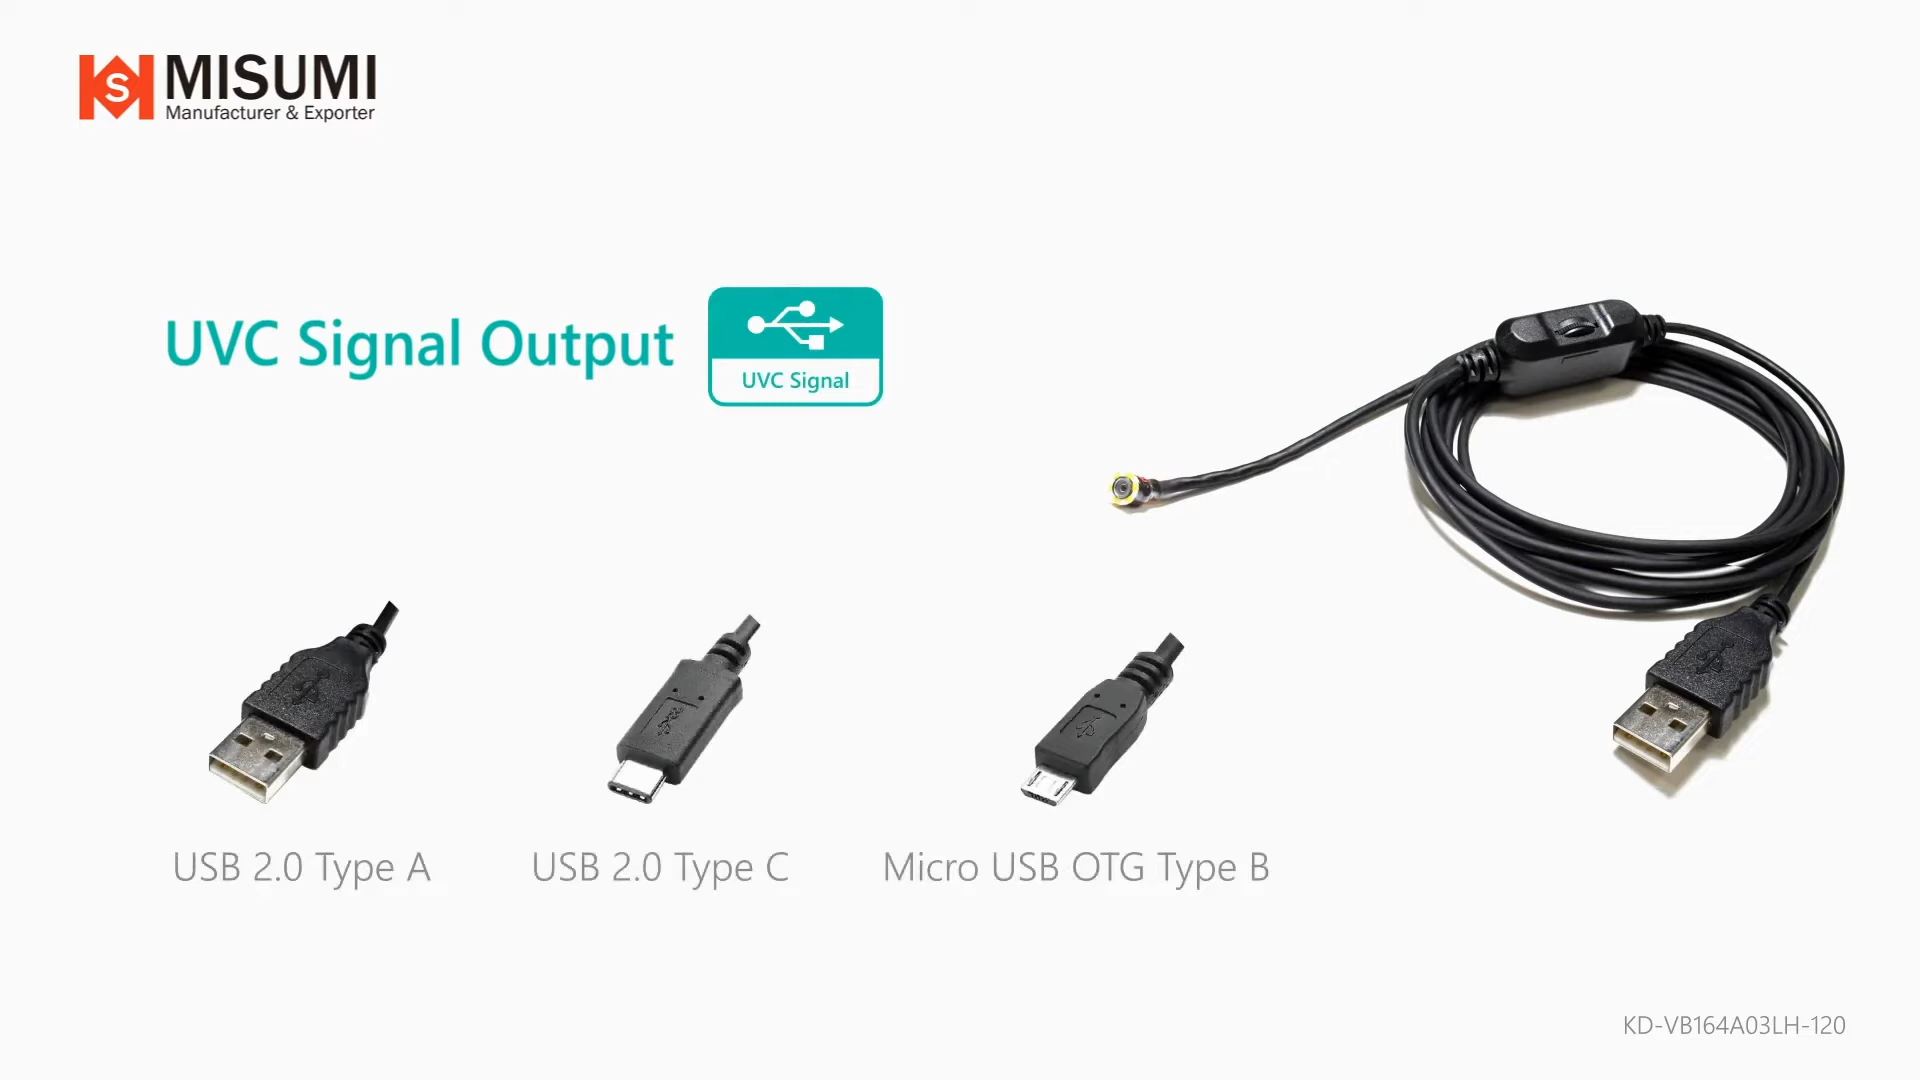 MISUMI
Manufacturer & Exporter
UVC Signal Output
UVC Signal
USB 2.0 Type A
USB 2.0 Type C
Micro USB OTG Type B
KD-VB164A03LH-120